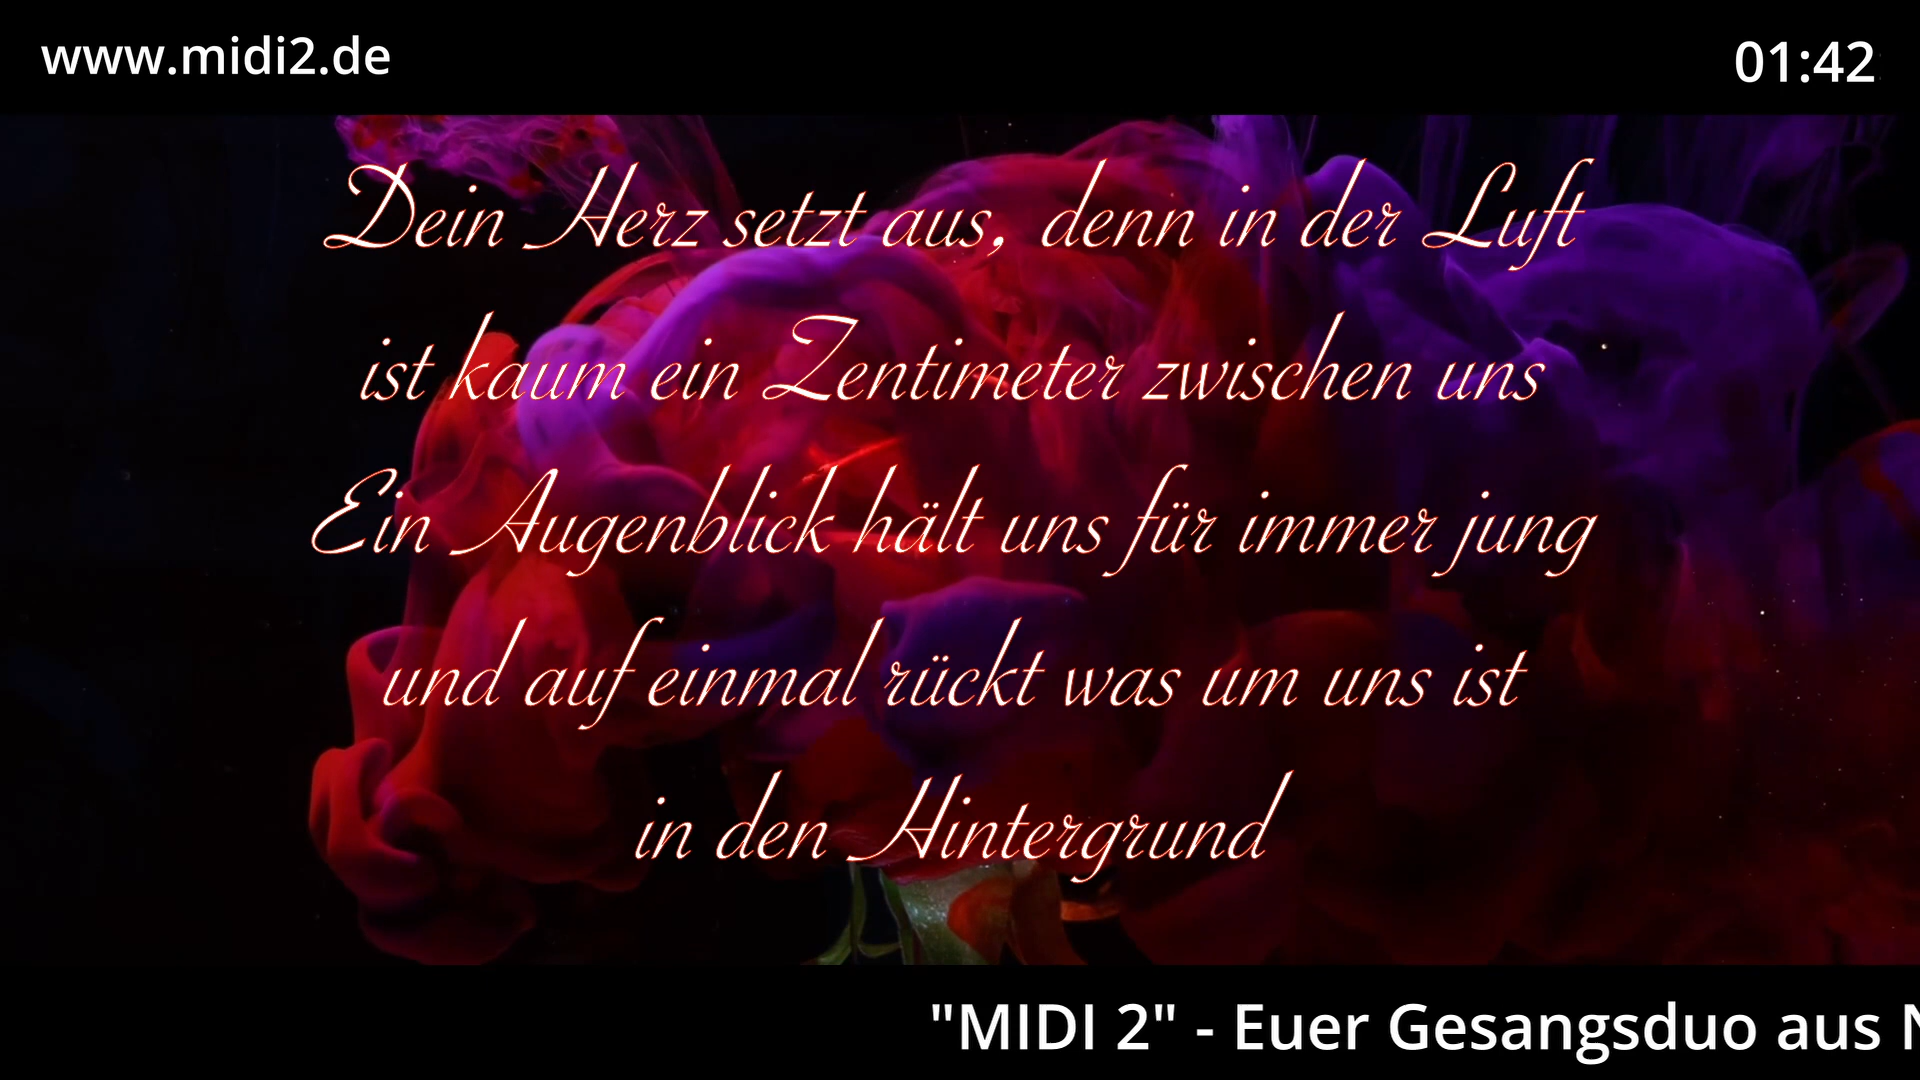 www.midi2.de
01:42
Dein Herz setzt aus, denn in der Luft
ist kaum ein Zentimeter zwischen uns
Ein Augenblick hält uns für immer jung
und auf einmal rückt was um uns ist
in den Hintergrund
"MIDI 2" - Euer Gesangsduo aus